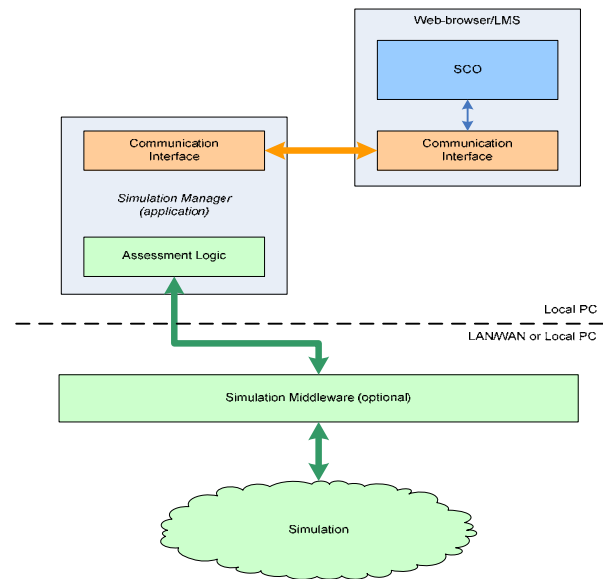 Web-browser/LMS
SCO
Communication
Interface
Communication
Interface
Simulation Manager
(application)
Assessment Logic
Local PC
LAN/WAN or Local PC
Simulation Middleware (optional)
Simulation